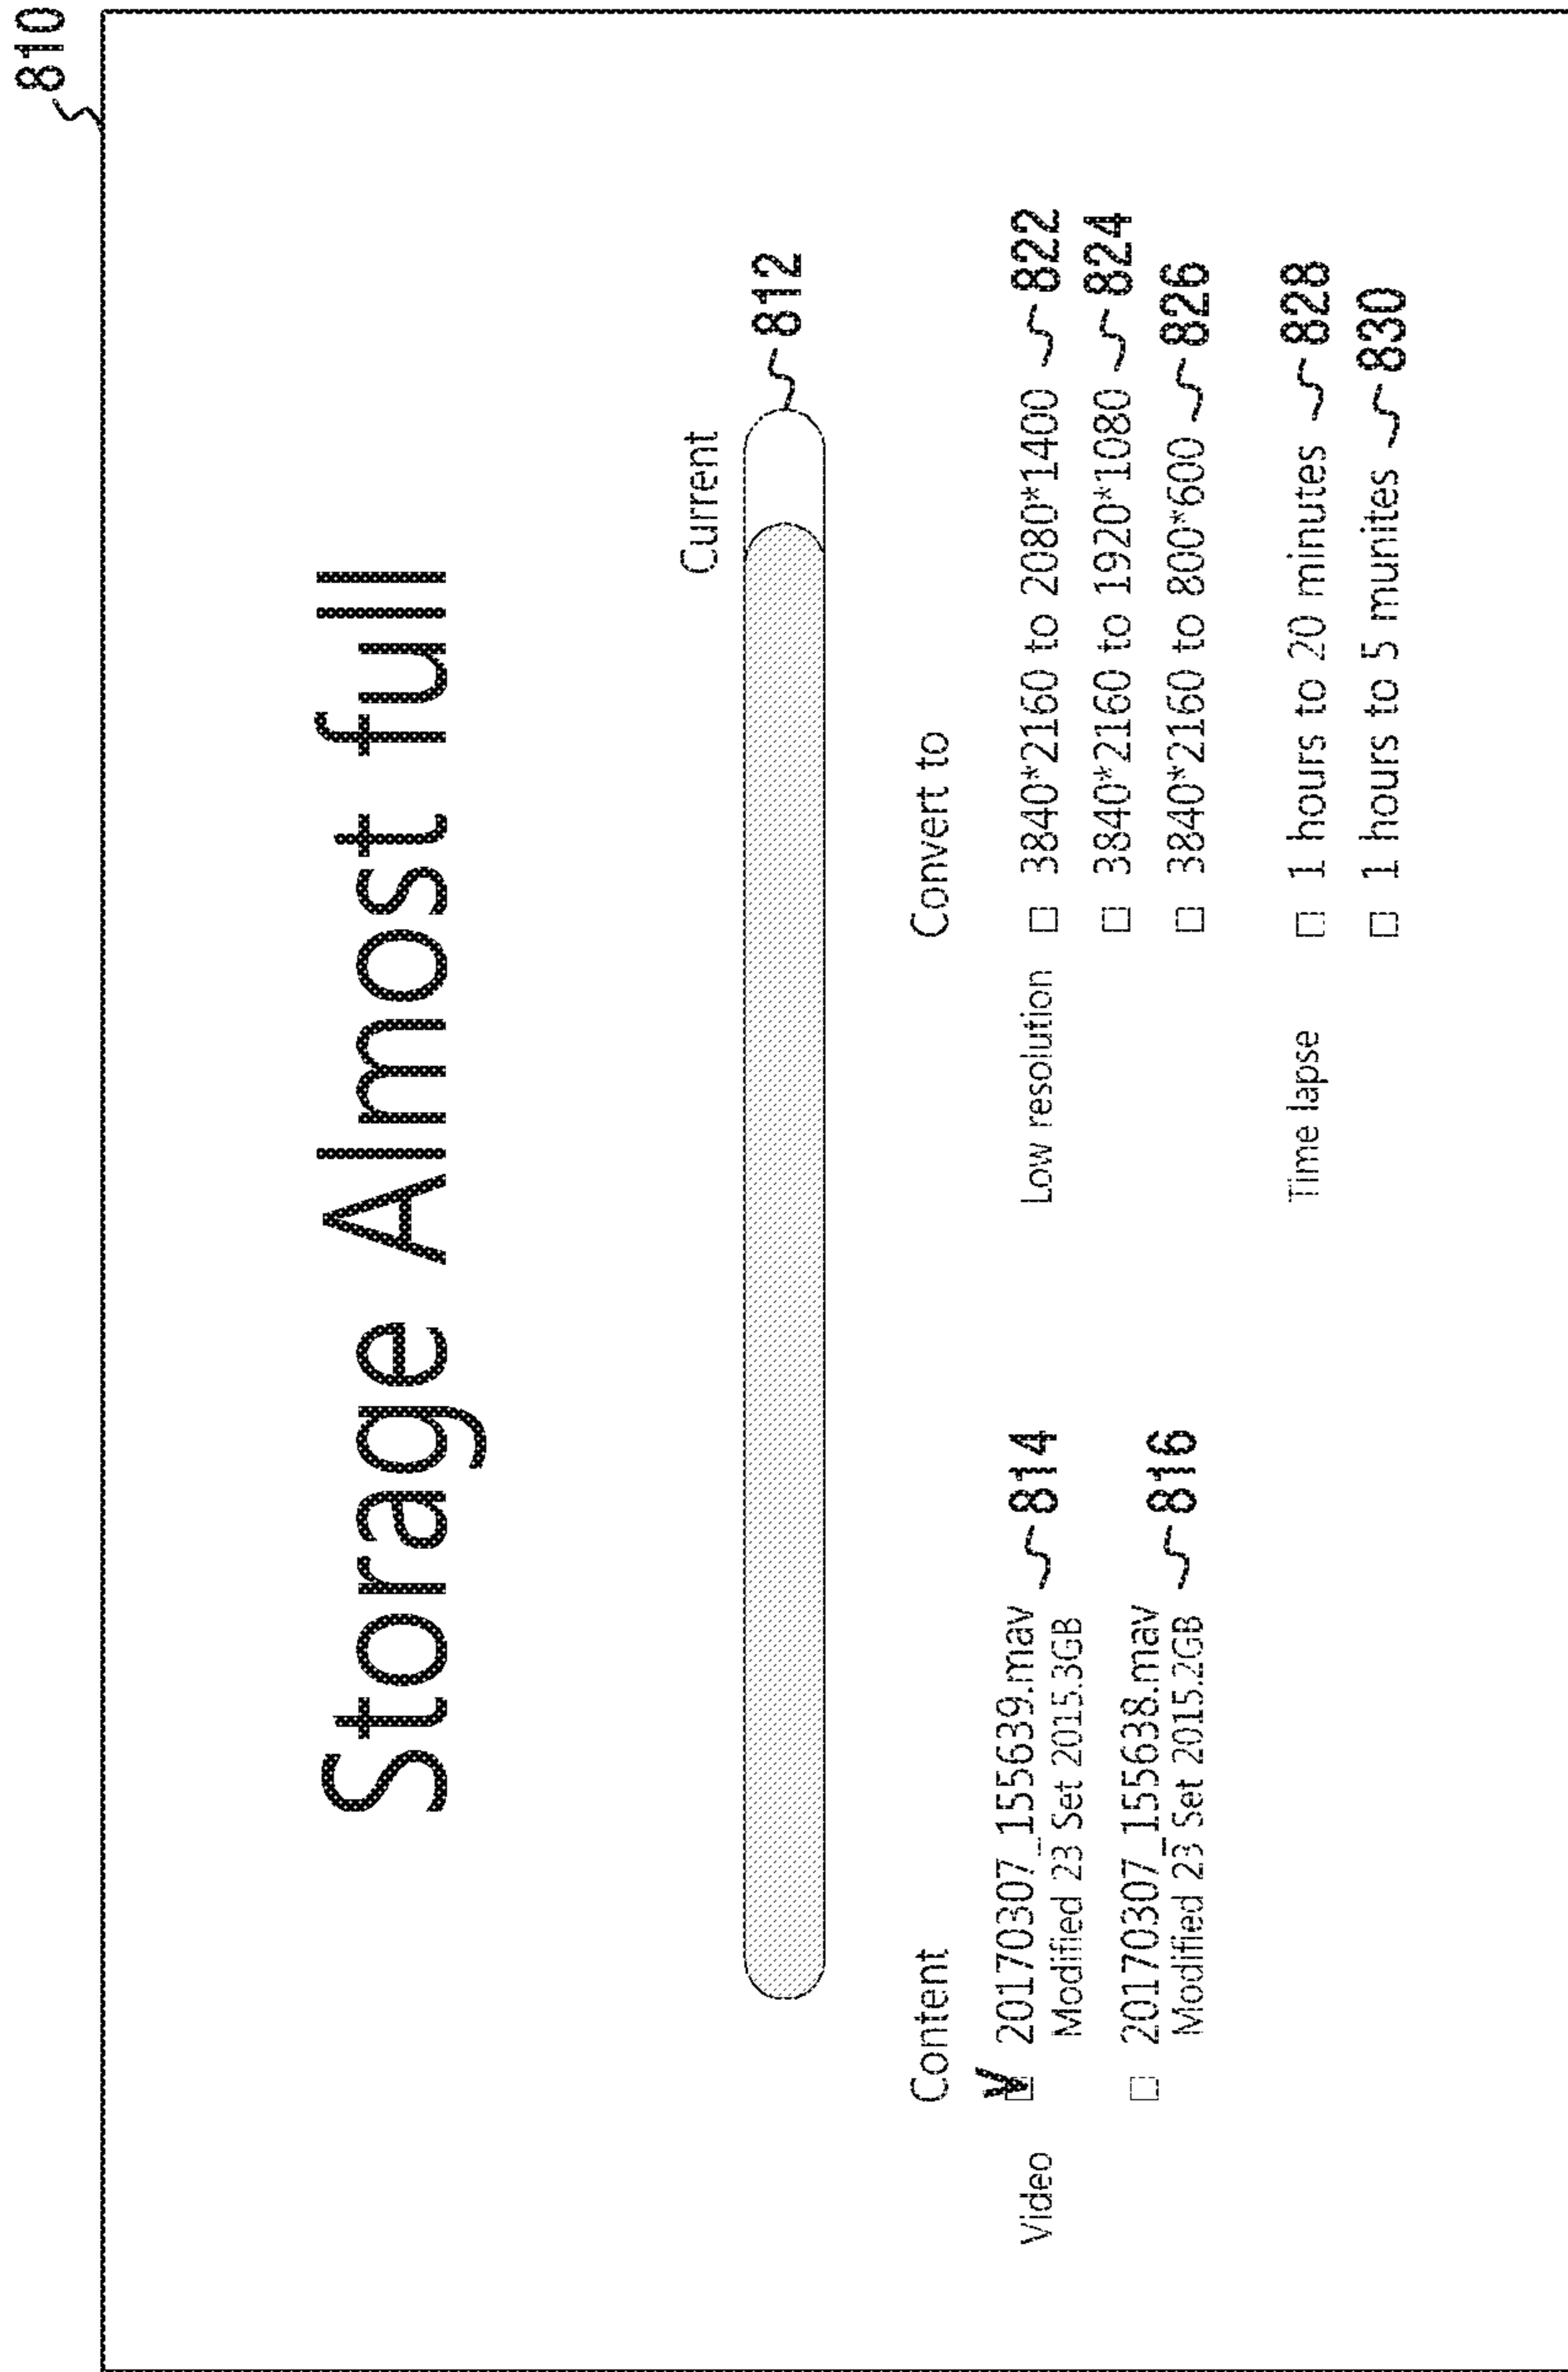 810
Storage Almost full
Current
812
Content
Convert to
Video
20170307_155639.mav 814
Modified 23 Set 2015.3GB
20170307_155638.mav
Modified 23 Set 2015.2GB 816
Low resolution
3840*2160 to 2080*1400 822
3840*2160 to 1920*1080 824
3840*2160 to 800*600 826
Time lapse
1 hours to 20 minutes 828
1 hours to 5 munites 830